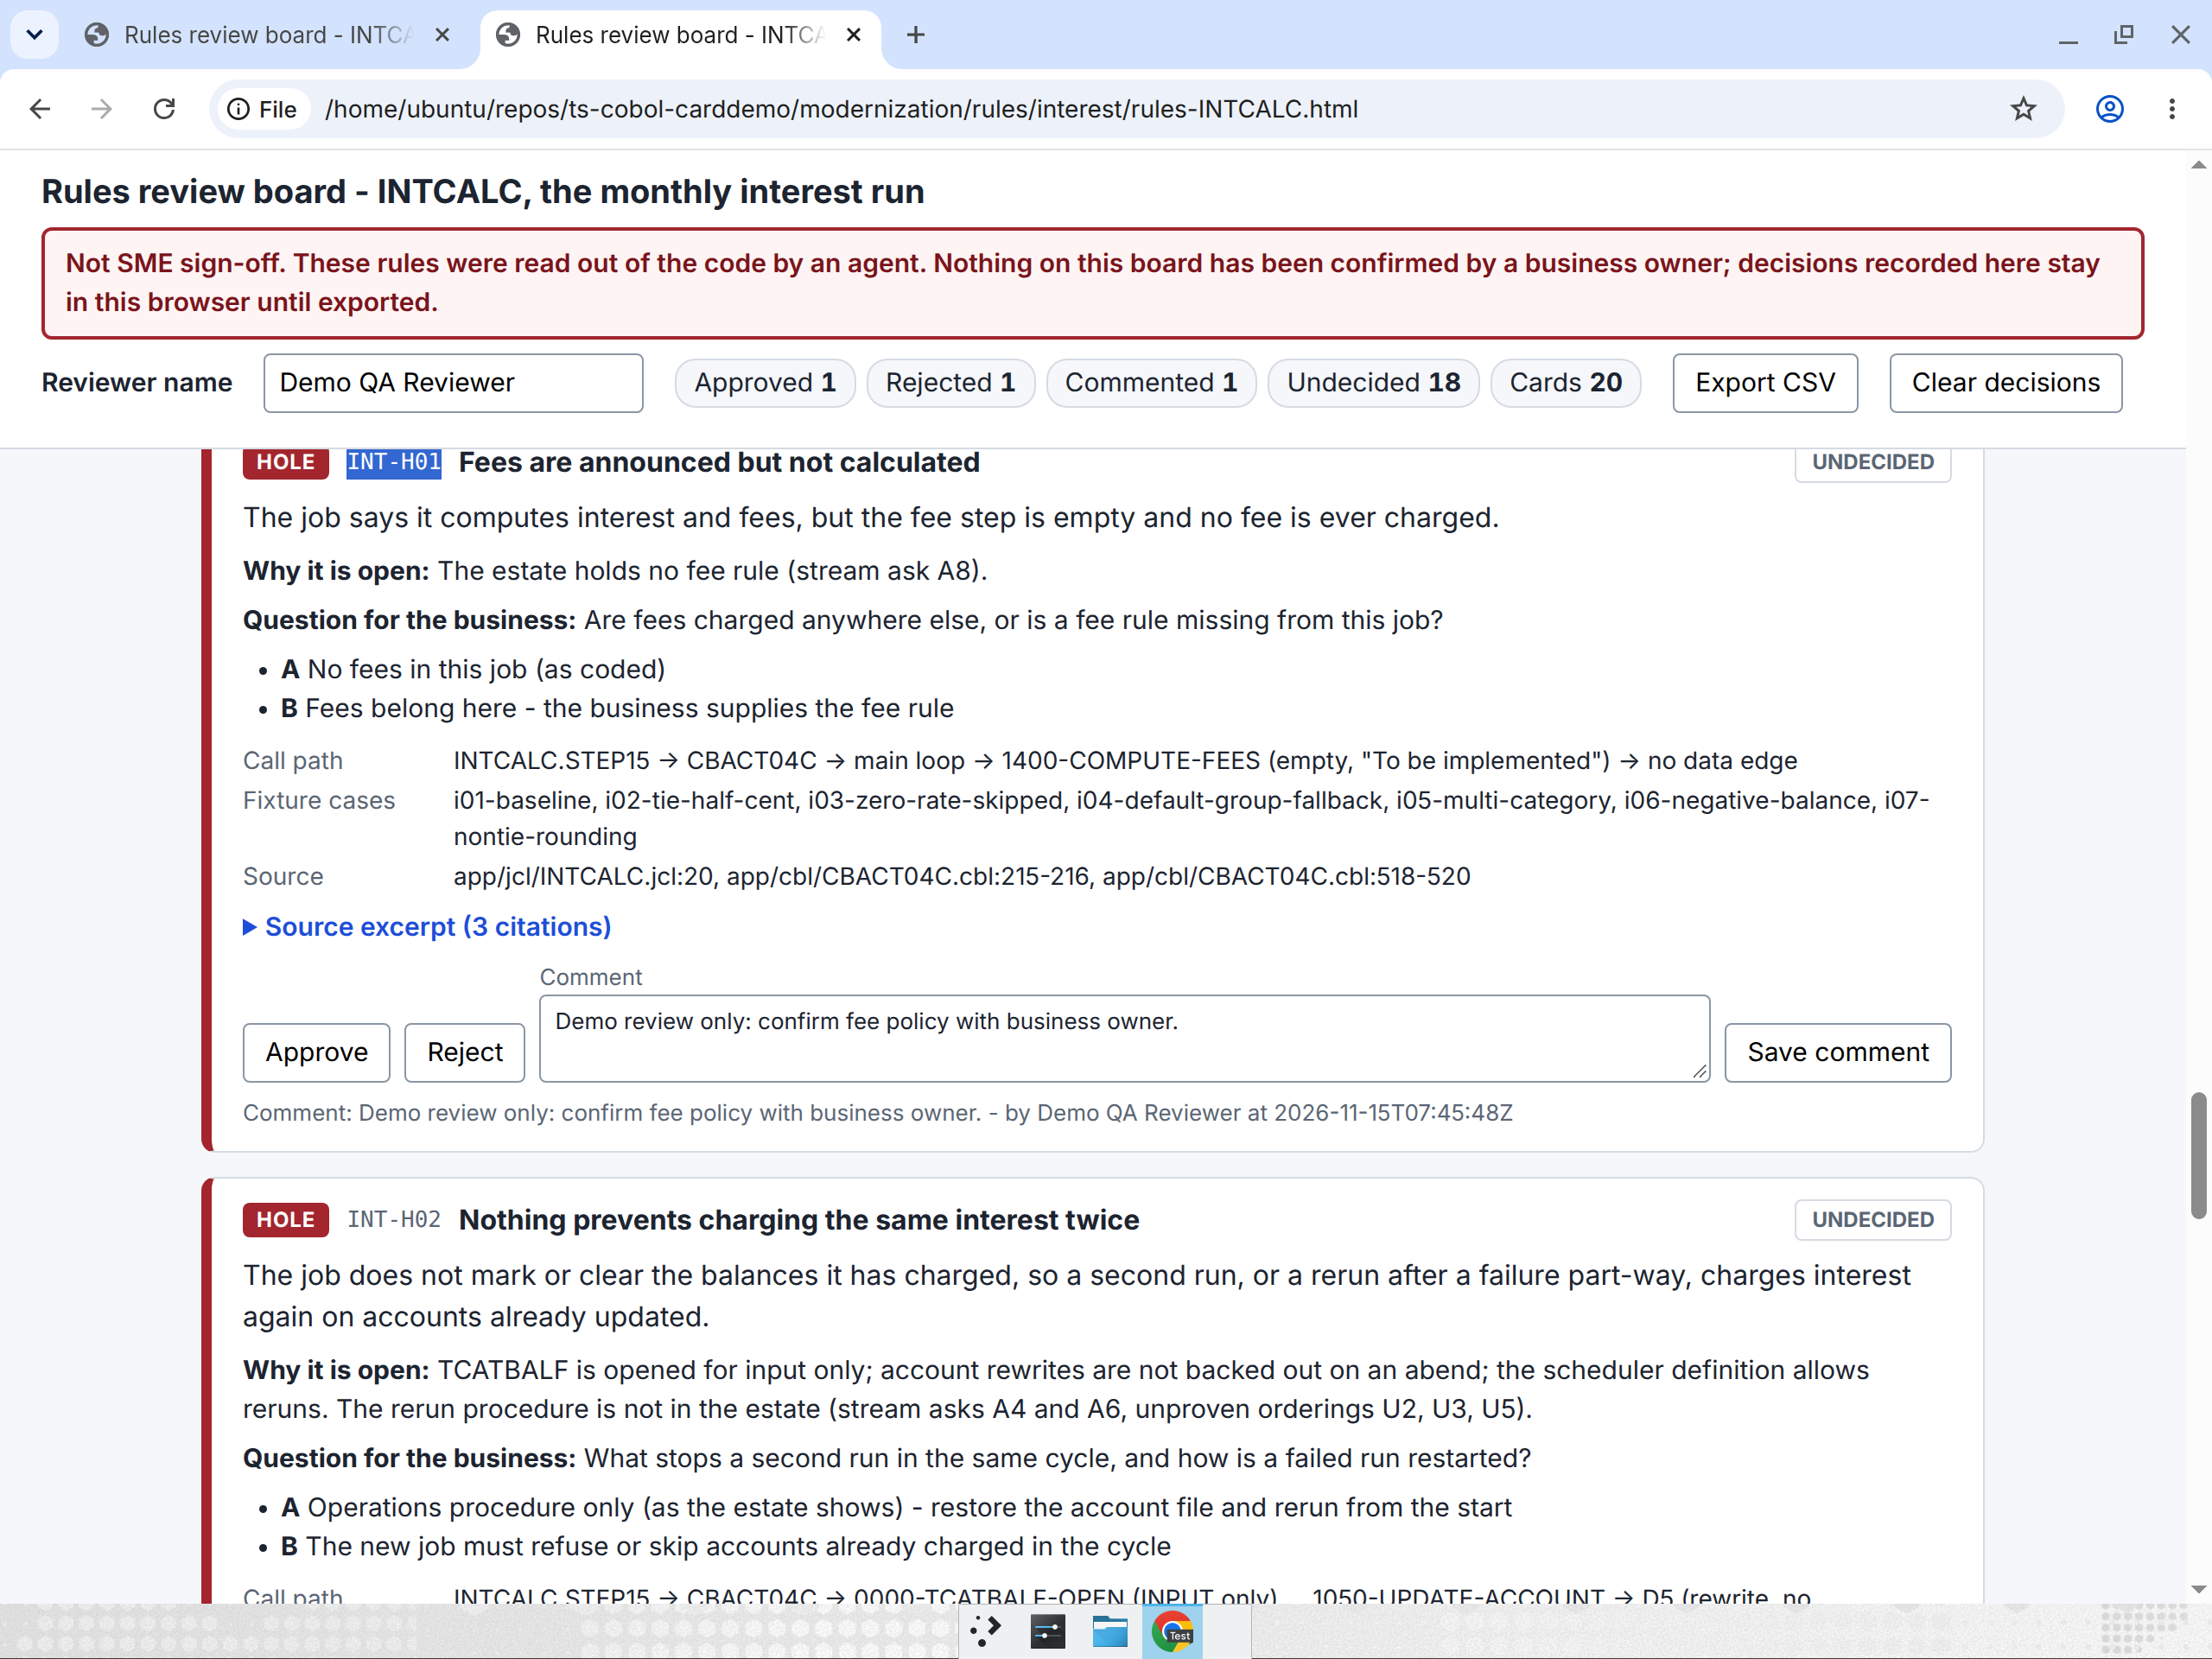 Rules review board - INTCA
Rules review board - INTCA
File /home/ubuntu/repos/ts-cobol-carddemo/modernization/rules/interest/rules-INTCALC.html
Rules review board - INTCALC, the monthly interest run
Not SME sign-off. These rules were read out of the code by an agent. Nothing on this board has been confirmed by a business owner; decisions recorded here stay
in this browser until exported.
Reviewer name Demo QA Reviewer Approved 1 Rejected 1 Commented 1 Undecided 18 Cards 20 Export CSV Clear decisions
HOLE INT-H01 Fees are announced but not calculated UNDECIDED
The job says it computes interest and fees, but the fee step is empty and no fee is ever charged.
Why it is open: The estate holds no fee rule (stream ask A8).
Question for the business: Are fees charged anywhere else, or is a fee rule missing from this job?
• A No fees in this job (as coded)
• B Fees belong here - the business supplies the fee rule
Call path INTCALC.STEP15 → CBACT04C → main loop → 1400-COMPUTE-FEES (empty, "To be implemented") → no data edge
Fixture cases i01-baseline, i02-tie-half-cent, i03-zero-rate-skipped, i04-default-group-fallback, i05-multi-category, i06-negative-balance, i07-
nontie-rounding
Source app/jcl/INTCALC.jcl:20, app/cbl/CBACT04C.cbl:215-216, app/cbl/CBACT04C.cbl:518-520
Source excerpt (3 citations)
Comment
Approve Reject Demo review only: confirm fee policy with business owner. Save comment
Comment: Demo review only: confirm fee policy with business owner. - by Demo QA Reviewer at 2026-11-15T07:45:48Z
HOLE INT-H02 Nothing prevents charging the same interest twice UNDECIDED
The job does not mark or clear the balances it has charged, so a second run, or a rerun after a failure part-way, charges interest
again on accounts already updated.
Why it is open: TCATBALF is opened for input only; account rewrites are not backed out on an abend; the scheduler definition allows
reruns. The rerun procedure is not in the estate (stream asks A4 and A6, unproven orderings U2, U3, U5).
Question for the business: What stops a second run in the same cycle, and how is a failed run restarted?
• A Operations procedure only (as the estate shows) - restore the account file and rerun from the start
• B The new job must refuse or skip accounts already charged in the cycle
Call path INTCALC.STEP15 → CBACT04C → 0000-TCATBALF-OPEN (INPUT only) 1050-UPDATE-ACCOUNT → D5 (rewrite, no
Test